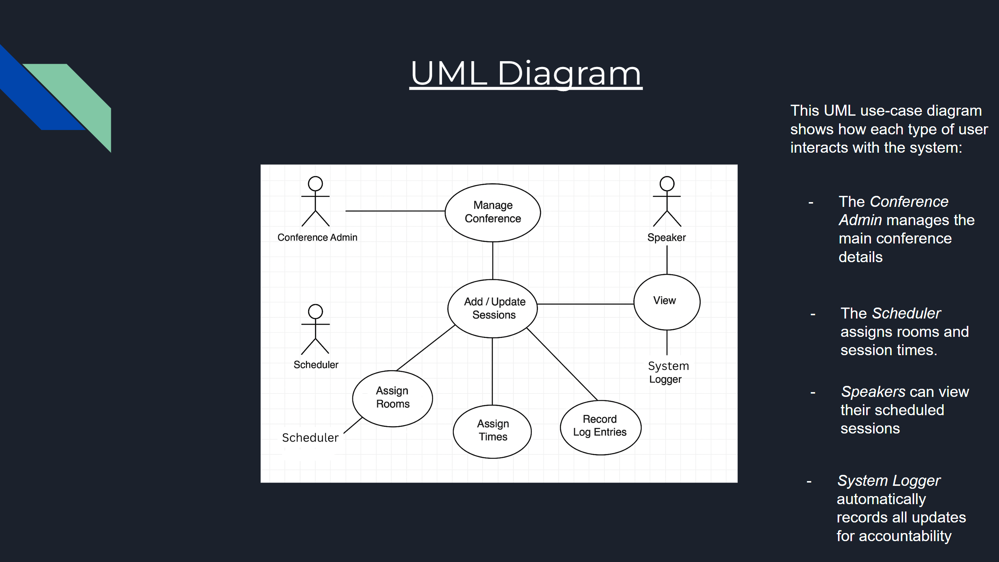 UML Diagram
This UML use-case diagram
shows how each type of user
interacts with the system:
- The Conference
Admin manages the
main conference
details
- The Scheduler
assigns rooms and
session times.
- Speakers can view
their scheduled
sessions
- System Logger
automatically
records all updates
for accountability
Conference Admin
Manage
Conference
Speaker
Add / Update
Sessions
View
Scheduler
System
Logger
Assign
Rooms
Scheduler
Assign
Times
Record
Log Entries